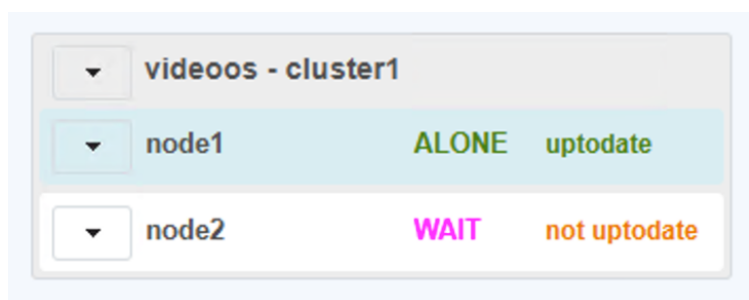 videoos - cluster1
node1 ALONE uptodate
node2 WAIT not uptodate